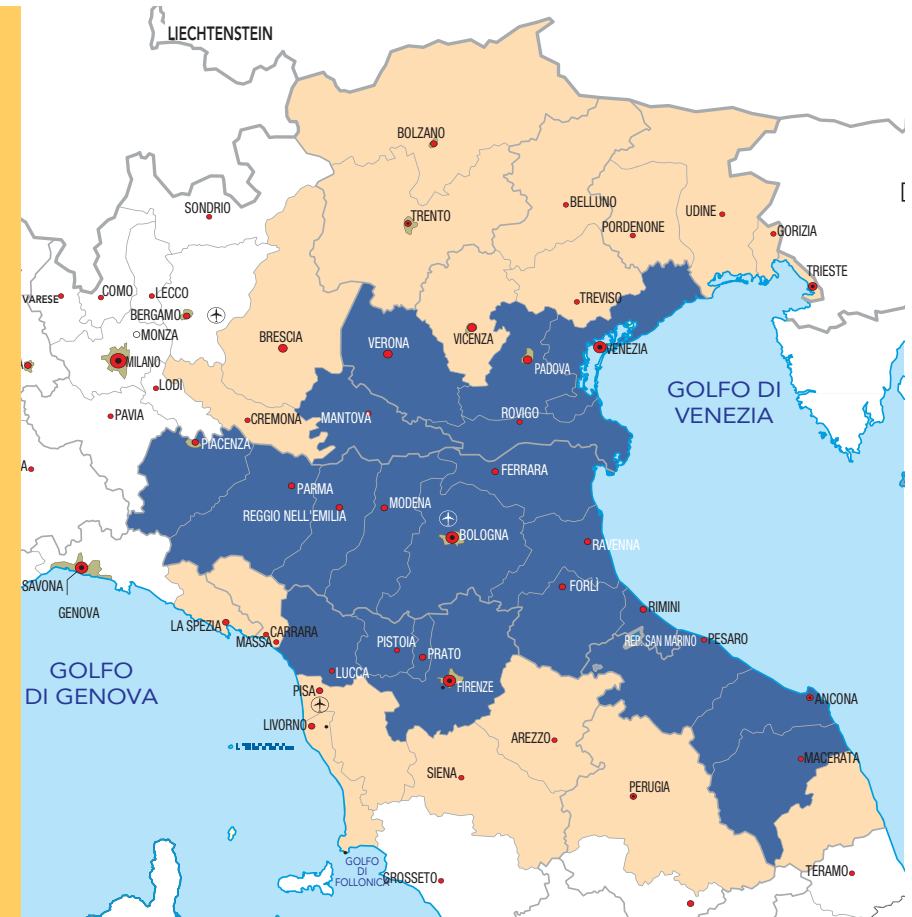 LIECHTENSTEIN
BOLZANO
SONDRIO
TRENTO
BELLUNO
UDINE
PORDENONE
GORIZIA
TRIESTE
VARESE
COMO
LECCO
BERGAMO
TREVISO
MONZA
BRESCIA
VERONA
VICENZA
VENEZIA
MILANO
PADOVA
LODI
GOLFO DI
VENEZIA
PAVIA
CREMONA
MANTOVA
ROVIGO
PIACENZA
A
FERRARA
PARMA
REGGIO NELL'EMILIA
MODENA
BOLOGNA
RAVENNA
SAVONA
FORLÌ
GENOVA
RIMINI
LA SPEZIA
CARRARA
MASSA
PISTOIA
PRATO
REP. SAN MARINO
PESARO
GOLFO
DI GENOVA
LUCCA
FIRENZE
PISA
ANCONA
LIVORNO
AREZZO
MACERATA
SIENA
PERUGIA
GOLFO
DI
FOLLONICA
GROSSETO
TERAMO